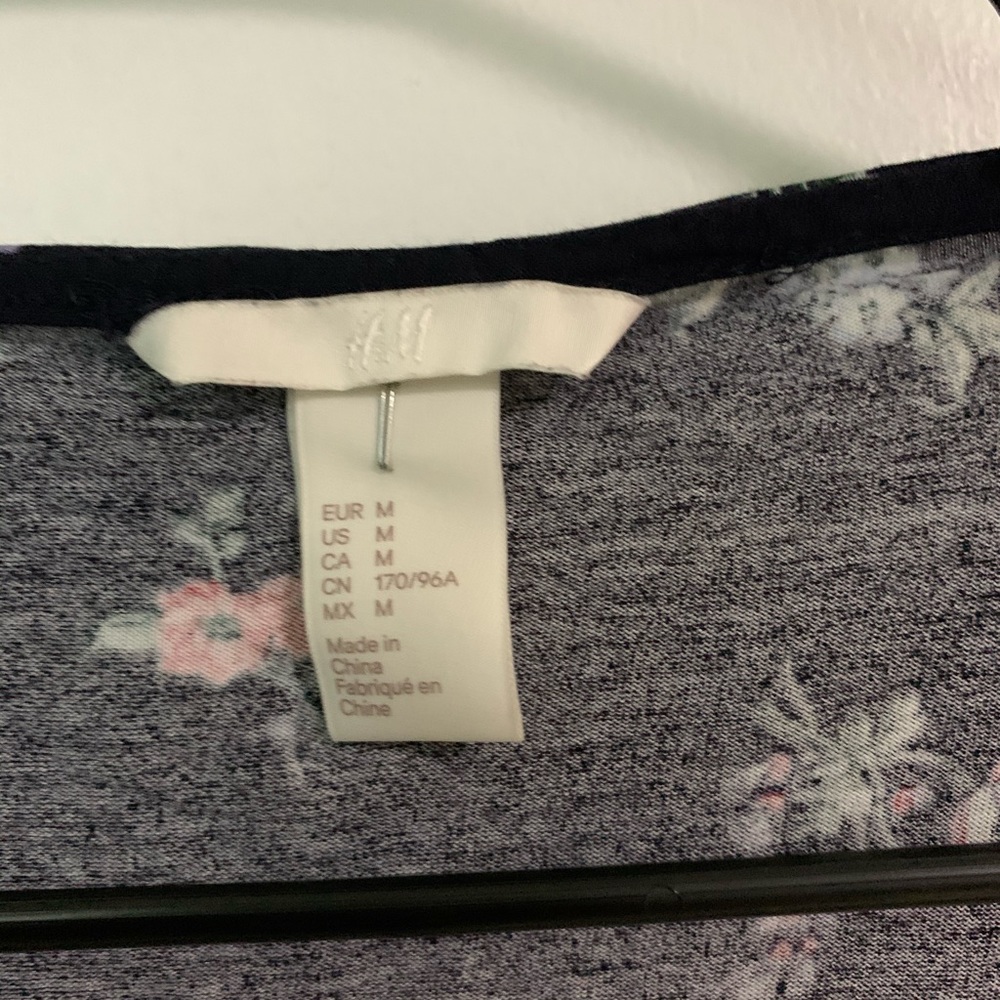 H&M
EUR M
US M
CA M
CN 170/96A
MX M
Made in
China
Fabriqué en
Chine